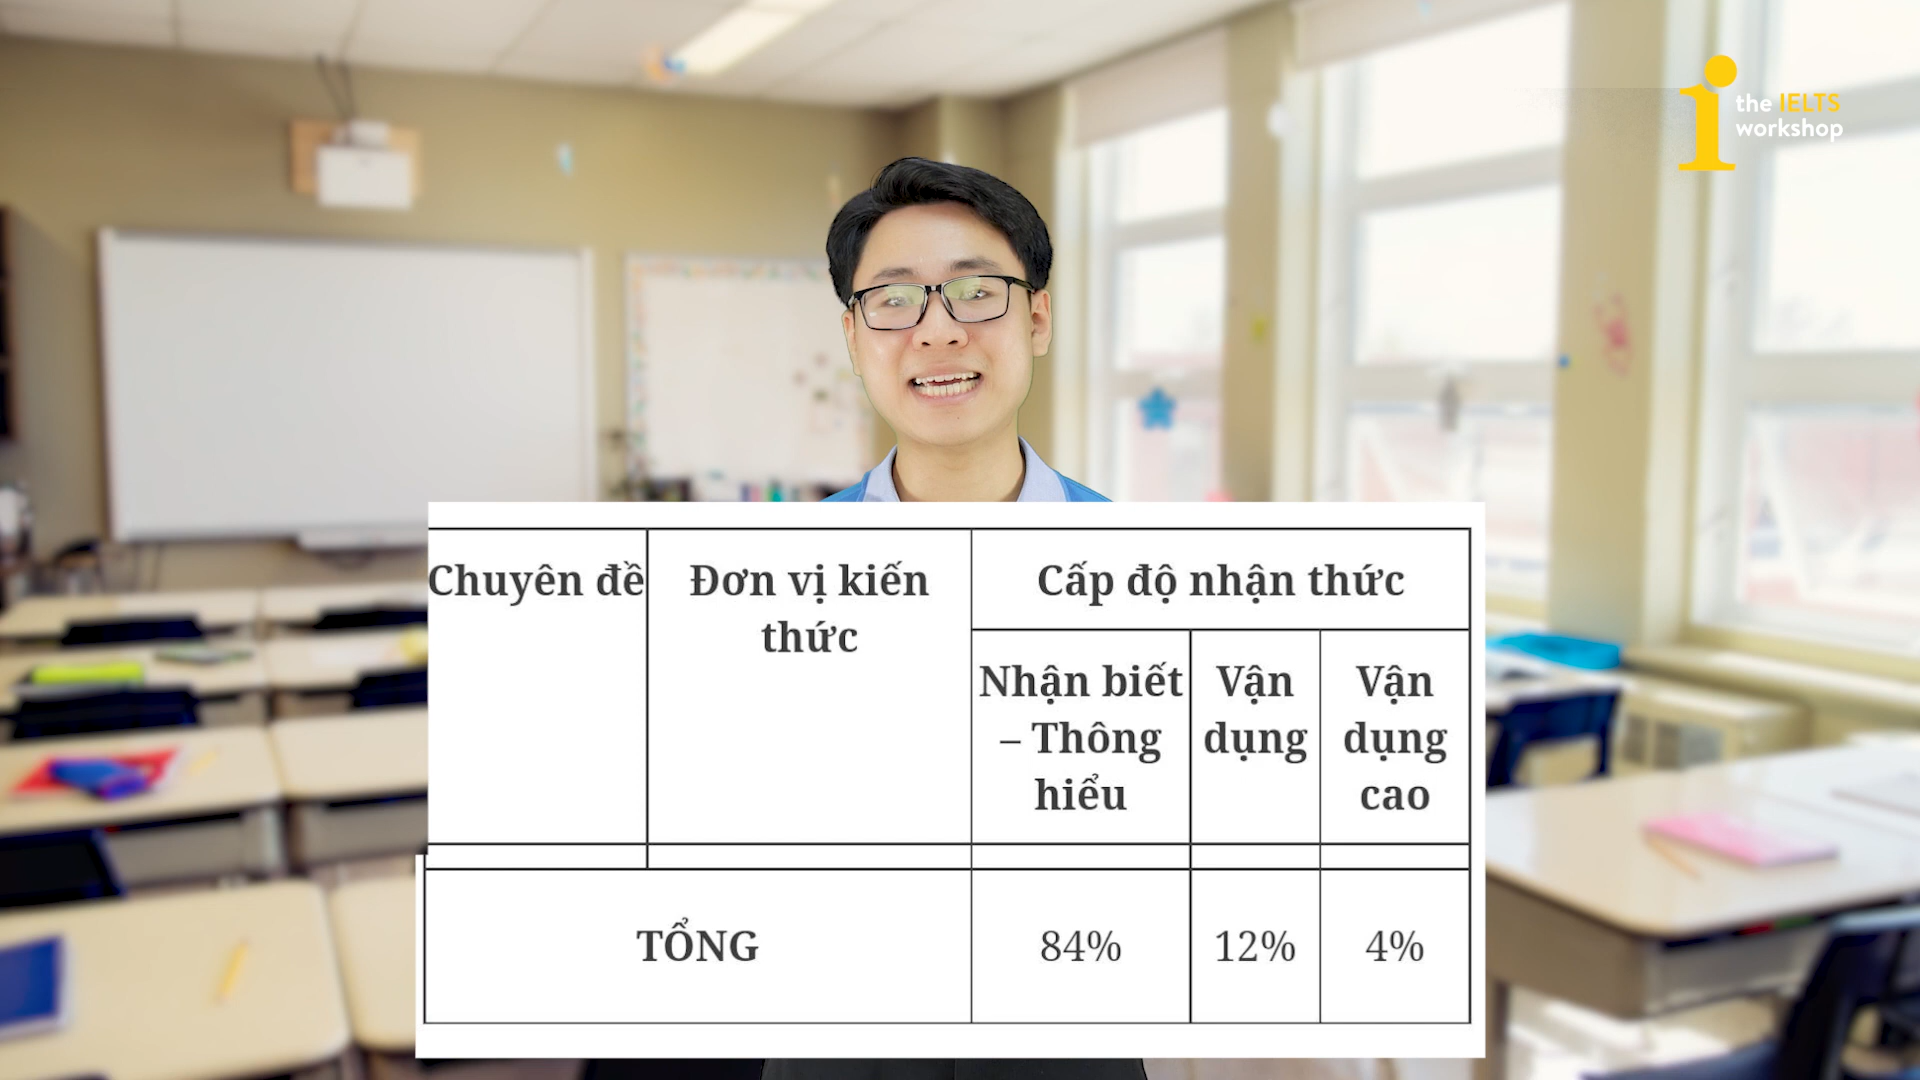 the IELTS
workshop
Chuyên đề
Đơn vị kiến
thức
Cấp độ nhận thức
Nhận biết
– Thông
hiểu
Vận
dụng
Vận
dụng
cao
TỔNG
84%
12%
4%